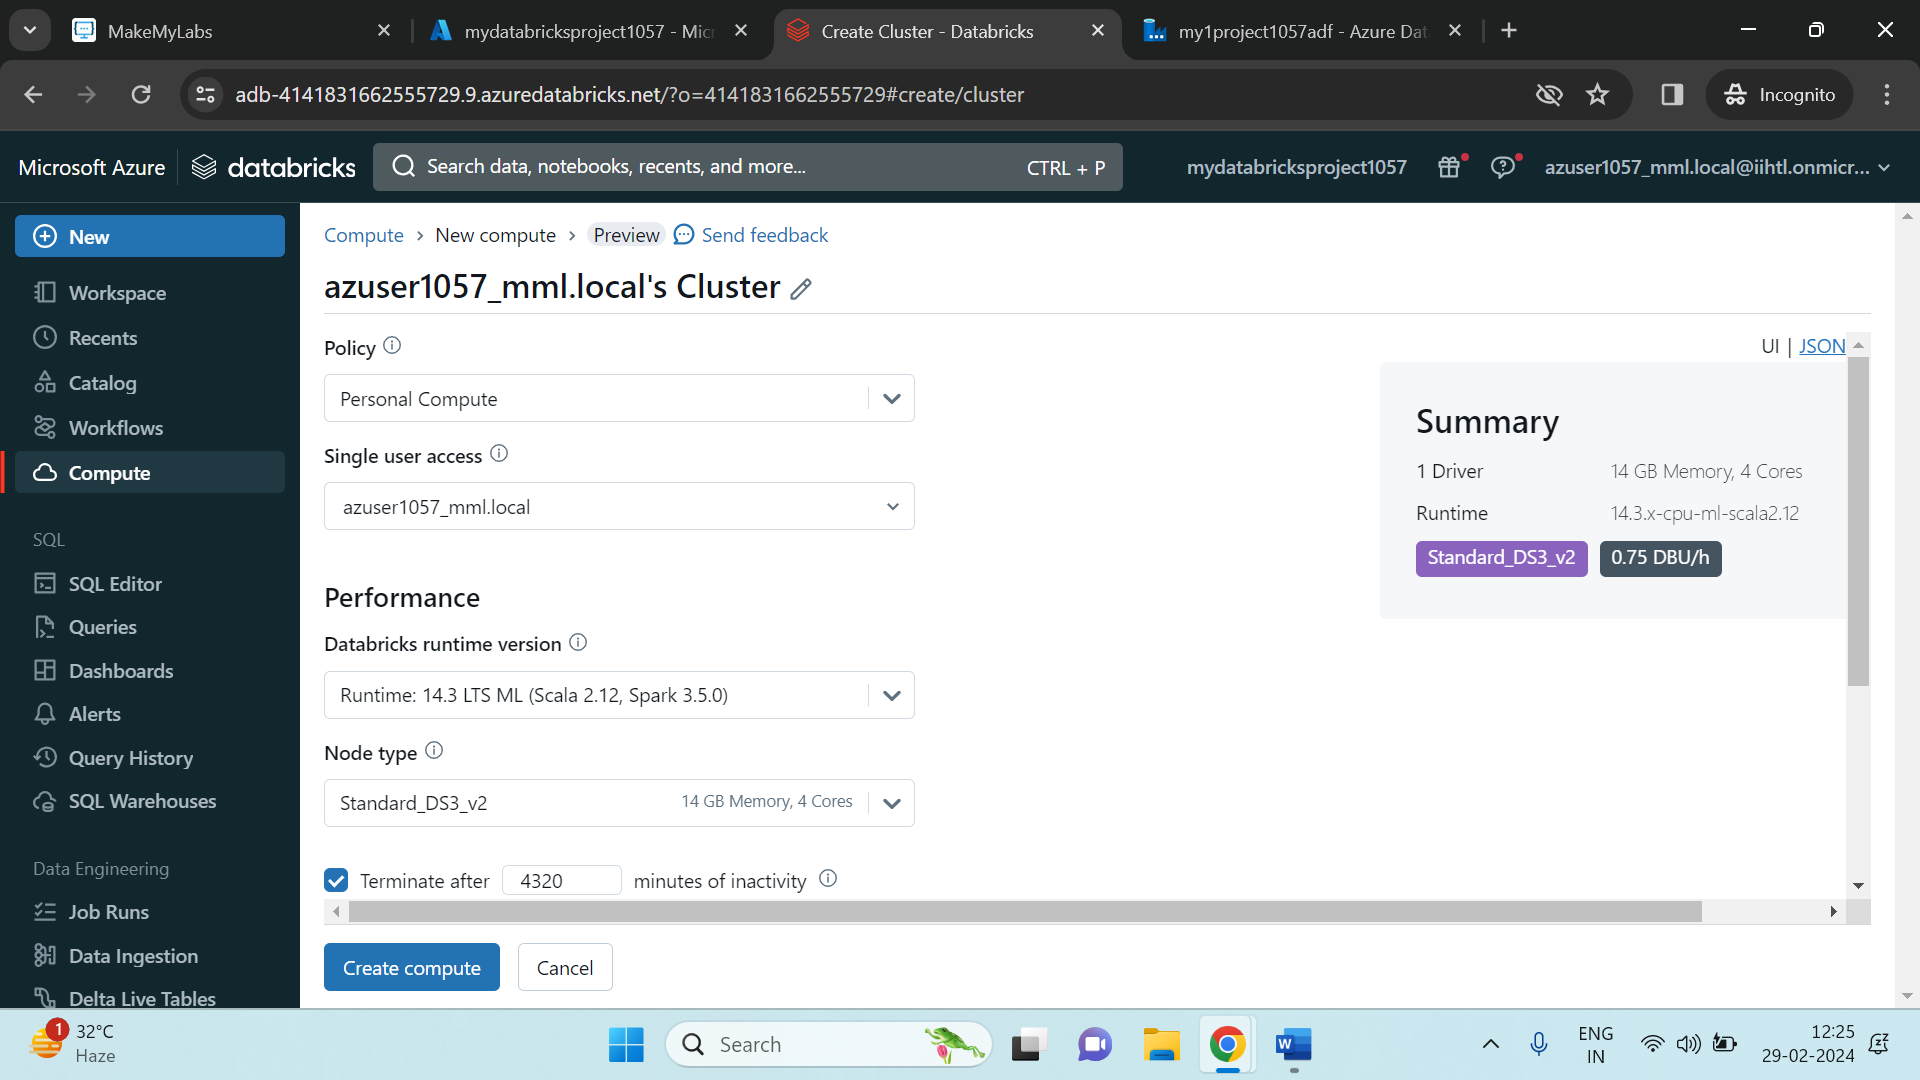 MakeMyLabs
mydatabricksproject1057 - Mic
Create Cluster - Databricks
my1project1057adf - Azure Dat
adb-4141831662555729.9.azuredatabricks.net/?o=4141831662555729#create/cluster
Incognito
Microsoft Azure
databricks
Search data, notebooks, recents, and more...
CTRL + P
mydatabricksproject1057
azuser1057_mml.local@iihtl.onmicr...
New
Workspace
Recents
Catalog
Workflows
Compute
SQL
SQL Editor
Queries
Dashboards
Alerts
Query History
SQL Warehouses
Data Engineering
Job Runs
Data Ingestion
Delta Live Tables
Compute > New compute > Preview Send feedback
azuser1057_mml.local's Cluster
Policy
Personal Compute
Single user access
azuser1057_mml.local
Performance
Databricks runtime version
Runtime: 14.3 LTS ML (Scala 2.12, Spark 3.5.0)
Node type
Standard_DS3_v2 14 GB Memory, 4 Cores
Terminate after 4320 minutes of inactivity
Create compute
Cancel
UI | JSON
Summary
1 Driver 14 GB Memory, 4 Cores
Runtime 14.3.x-cpu-ml-scala2.12
Standard_DS3_v2 0.75 DBU/h
1
32°C
Haze
Search
W
ENG
IN
12:25
29-02-2024